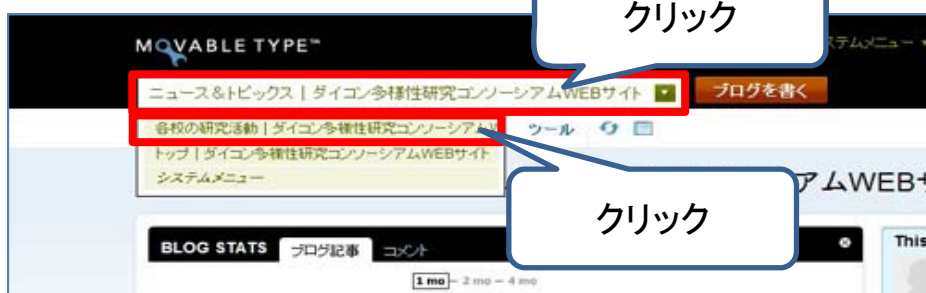 クリック
MOVABLE TYPE™
ステムメニュー
ニュース&トピックス | ダイコン多様性研究コンソーシアムWEBサイト
ブログを書く
各校の研究活動 | ダイコン多様性研究コンソーシアムW
ツール
トップ | ダイコン多様性研究コンソーシアムWEBサイト
システムメニュー
アムWEBサ
クリック
BLOG STATS ブログ記事 コメント
This
1 mo – 2 mo – 4 mo